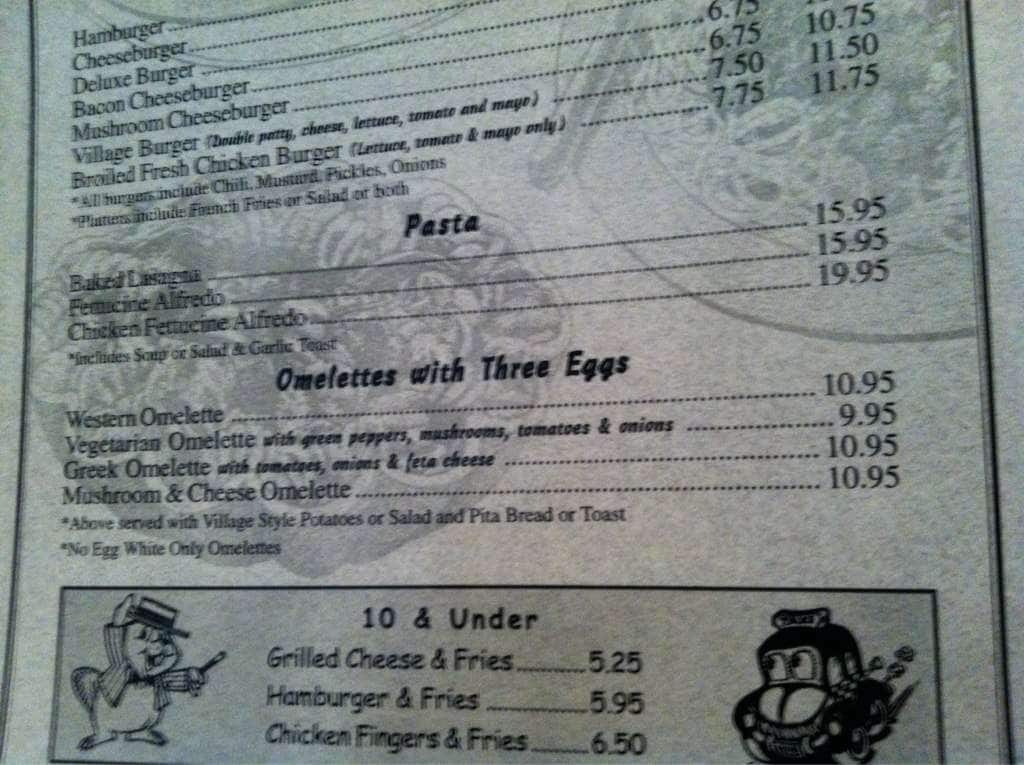 Hamburger
Cheeseburger
Deluxe Burger
Bacon Cheeseburger 6.75
Mushroom Cheeseburger 6.75 10.75
Village Burger (Double patty, cheese, lettuce, tomato and mayo) 7.50 11.50
Broiled Fresh Chicken Burger (Lettuce, tomato & mayo only) 7.75 11.75
*All burgers include Chili, Mustard, Pickles, Onions
*Platters include French Fries or Salad or both
Pasta
Baked Lasagna 15.95
Fettucine Alfredo 15.95
Chicken Fettucine Alfredo 19.95
*Includes Soup or Salad & Garlic Toast
Omelettes with Three Eggs
Western Omelette 10.95
Vegetarian Omelette with green peppers, mushrooms, tomatoes & onions 9.95
Greek Omelette with tomatoes, onions & feta cheese 10.95
Mushroom & Cheese Omelette 10.95
*Above served with Village Style Potatoes or Salad and Pita Bread or Toast
*No Egg White Only Omelettes
10 & Under
Grilled Cheese & Fries 5.25
Hamburger & Fries 5.95
Chicken Fingers & Fries 6.50